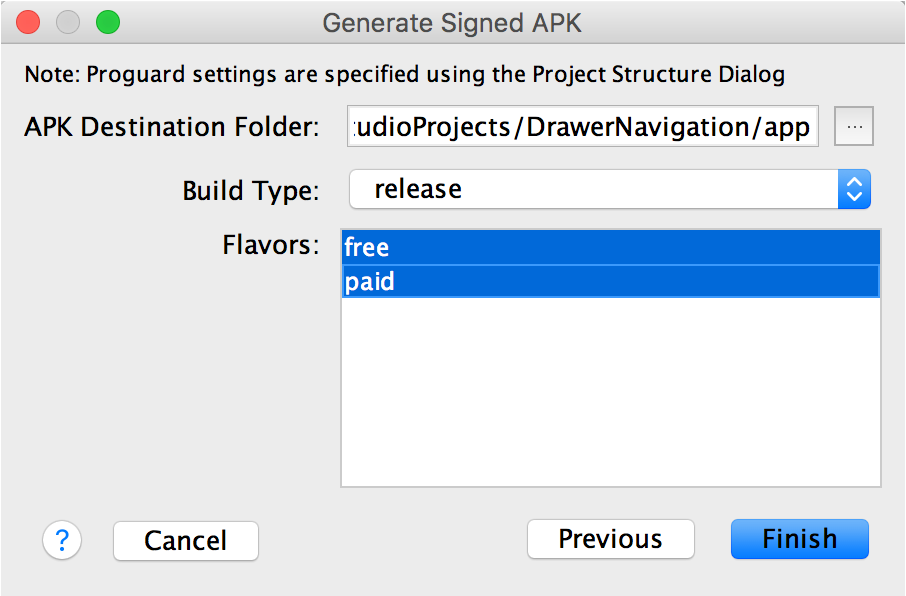 Generate Signed APK
Note: Proguard settings are specified using the Project Structure Dialog
APK Destination Folder: udioProjects/DrawerNavigation/app ...
Build Type: release
Flavors: free
paid
? Cancel Previous Finish